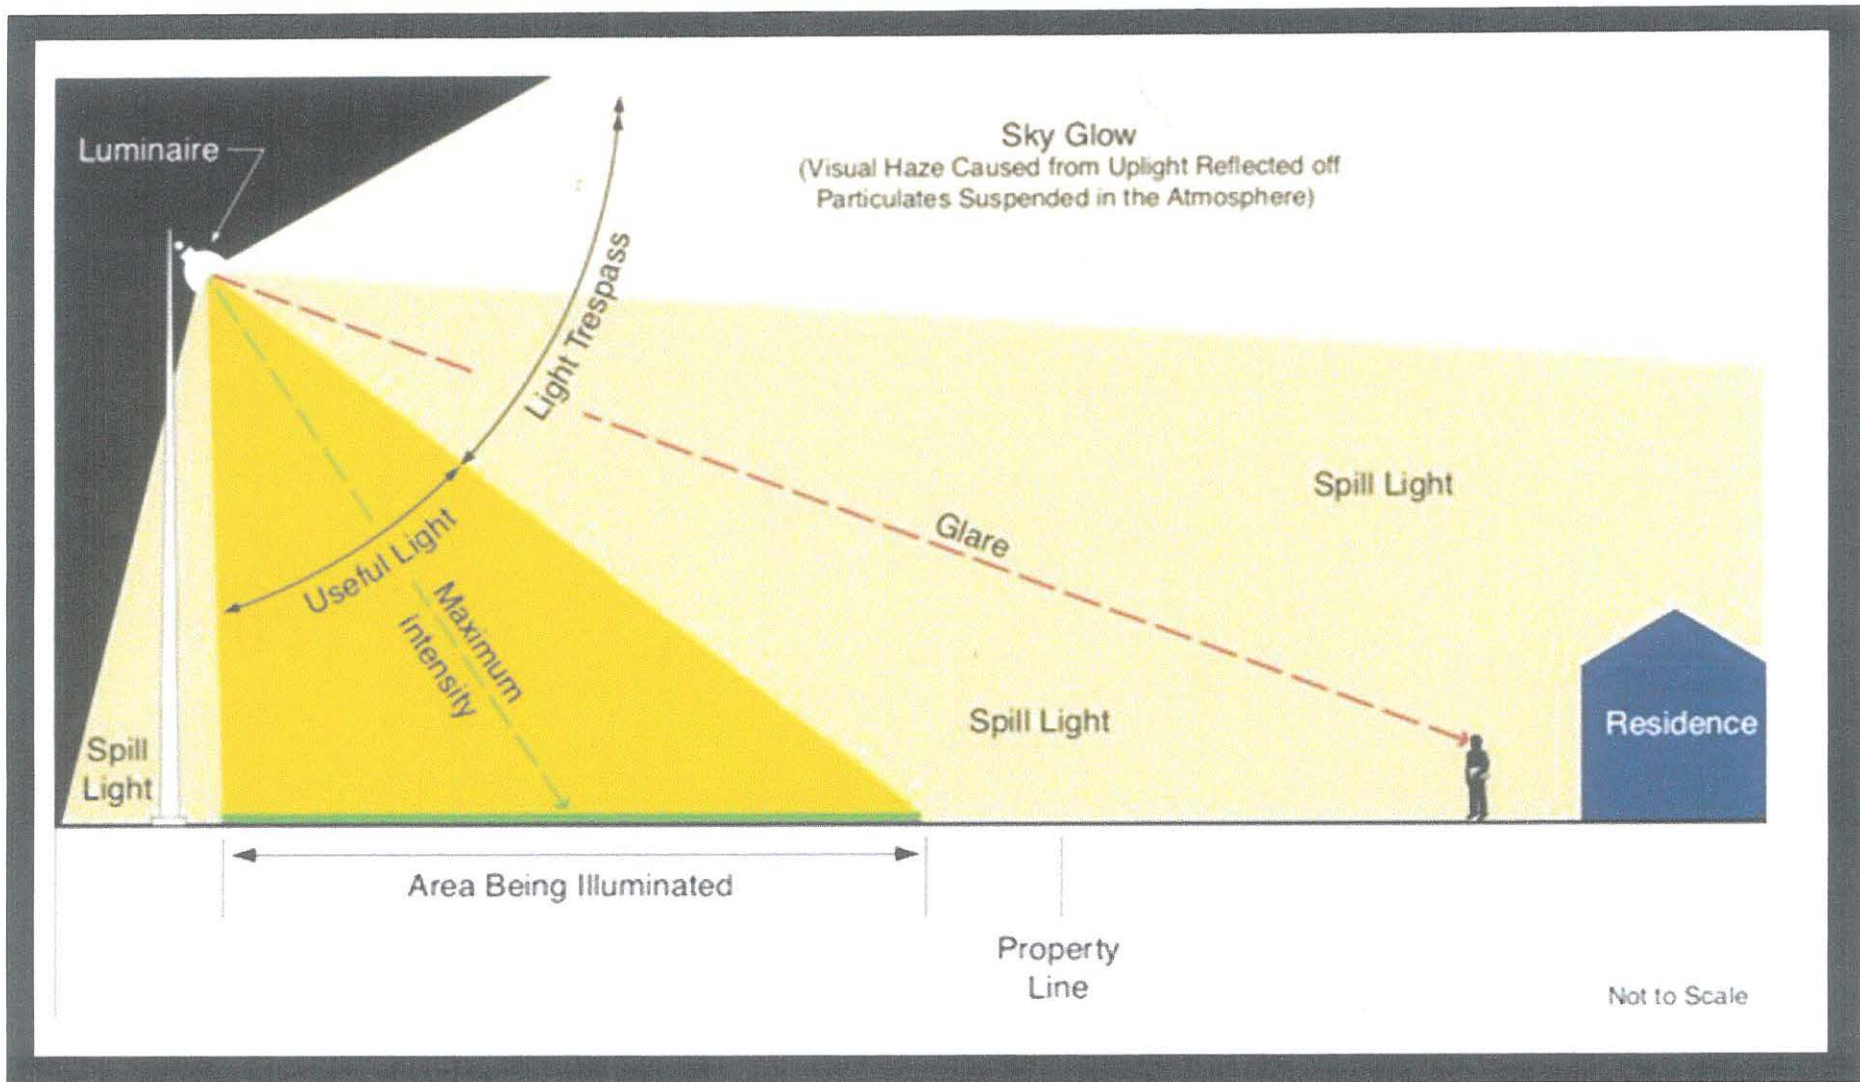 Luminaire
Sky Glow
(Visual Haze Caused from Uplight Reflected off
Particulates Suspended in the Atmosphere)
Light Trespass
Useful Light
Maximum
intensity
Glare
Spill Light
Spill Light
Spill
Light
Residence
Area Being Illuminated
Property
Line
Not to Scale